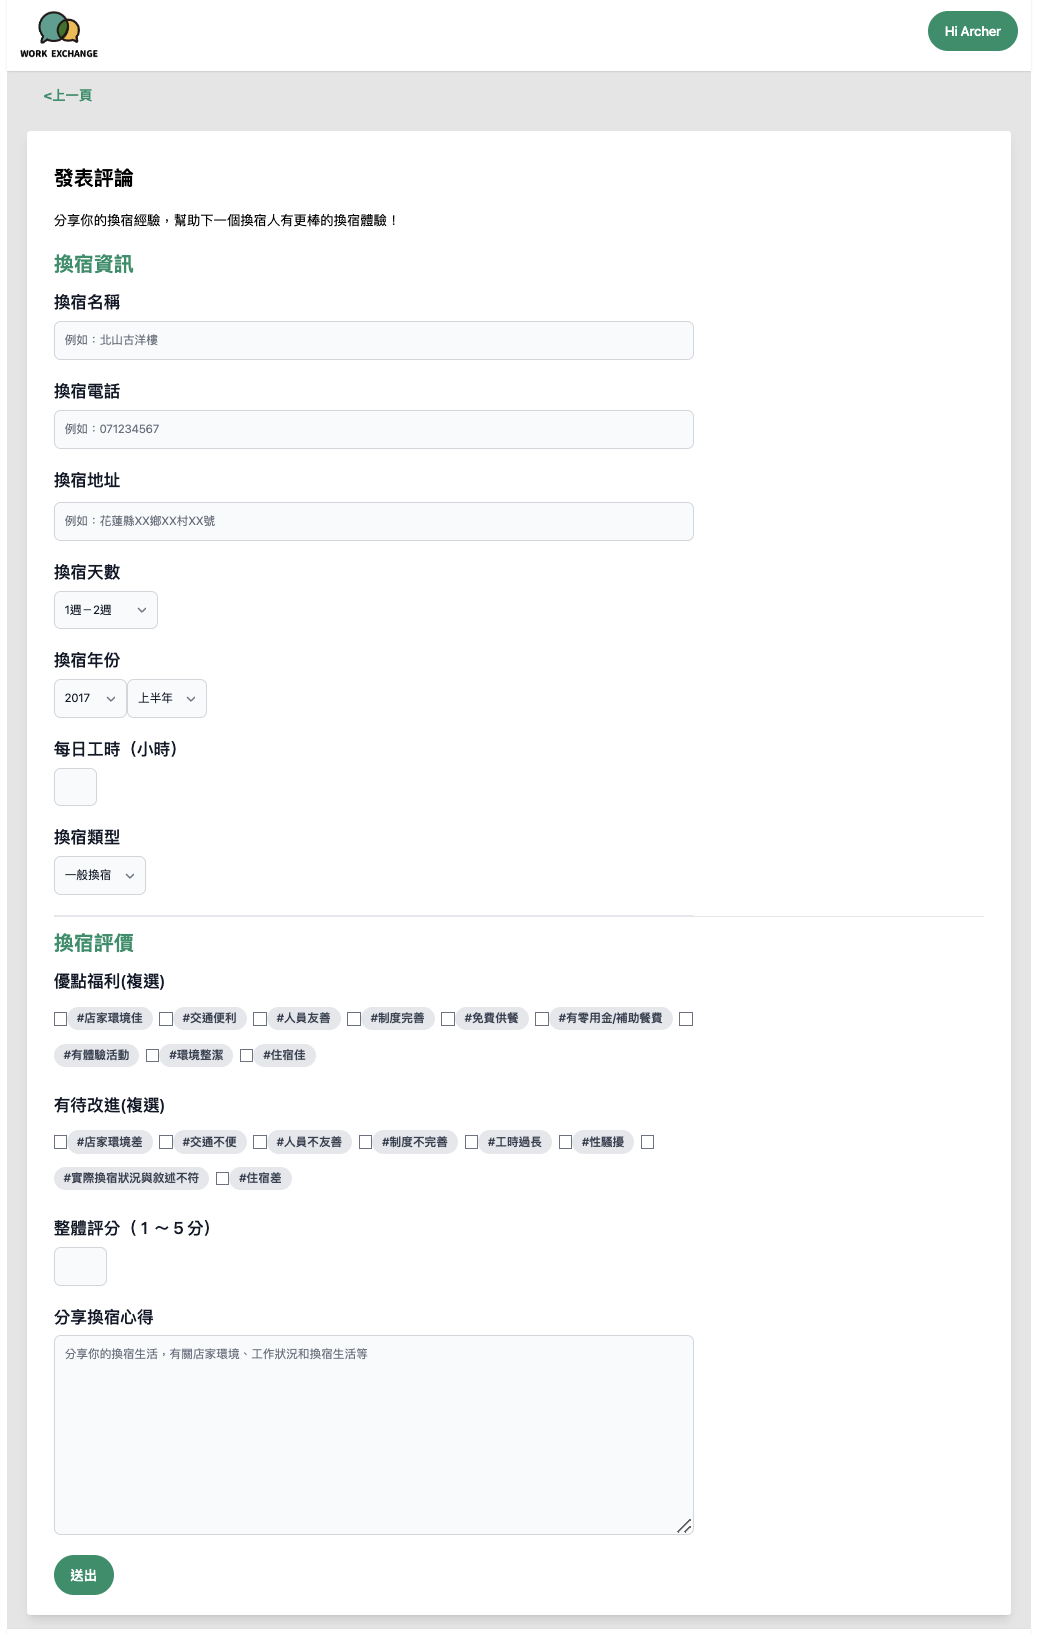 WORK EXCHANGE
Hi Archer
<上一頁
發表評論
分享你的換宿經驗，幫助下一個換宿人有更棒的換宿體驗！
換宿資訊
換宿名稱
例如：北山古洋樓
換宿電話
例如：071234567
換宿地址
例如：花蓮縣XX鄉XX村XX號
換宿天數
1週－2週
換宿年份
2017 上半年
每日工時（小時）
換宿類型
一般換宿
換宿評價
優點福利(複選)
#店家環境佳 #交通便利 #人員友善 #制度完善 #免費供餐 #有零用金/補助餐費
#有體驗活動 #環境整潔 #住宿佳
有待改進(複選)
#店家環境差 #交通不便 #人員不友善 #制度不完善 #工時過長 #性騷擾
#實際換宿狀況與敘述不符 #住宿差
整體評分（１～５分）
分享換宿心得
分享你的換宿生活，有關店家環境、工作狀況和換宿生活等
送出